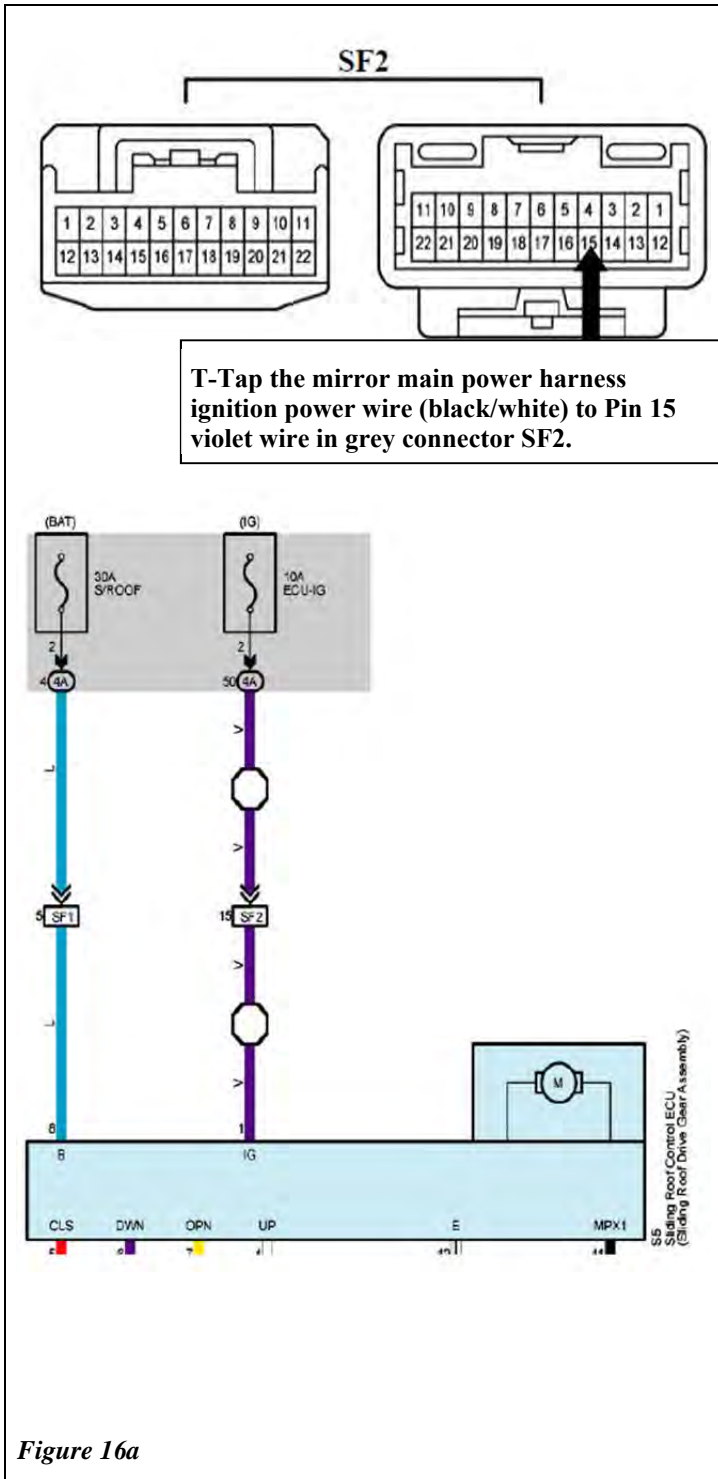 SF2
1 2 3 4 5 6 7 8 9 10 11
12 13 14 15 16 17 18 19 20 21 22
11 10 9 8 7 6 5 4 3 2 1
22 21 20 19 18 17 16 15 14 13 12
T-Tap the mirror main power harness
ignition power wire (black/white) to Pin 15
violet wire in grey connector SF2.
(BAT) (IG)
30A
S/ROOF
10A
ECU-IG
2 2
4 4A 50 4A
L V
V
5 SF1 15 SF2
V
L
V
M
1
B IG
CLS DWN OPN UP E MPX1
S5
Sliding Roof Control ECU
(Sliding Roof Drive Gear Assembly)
Figure 16a